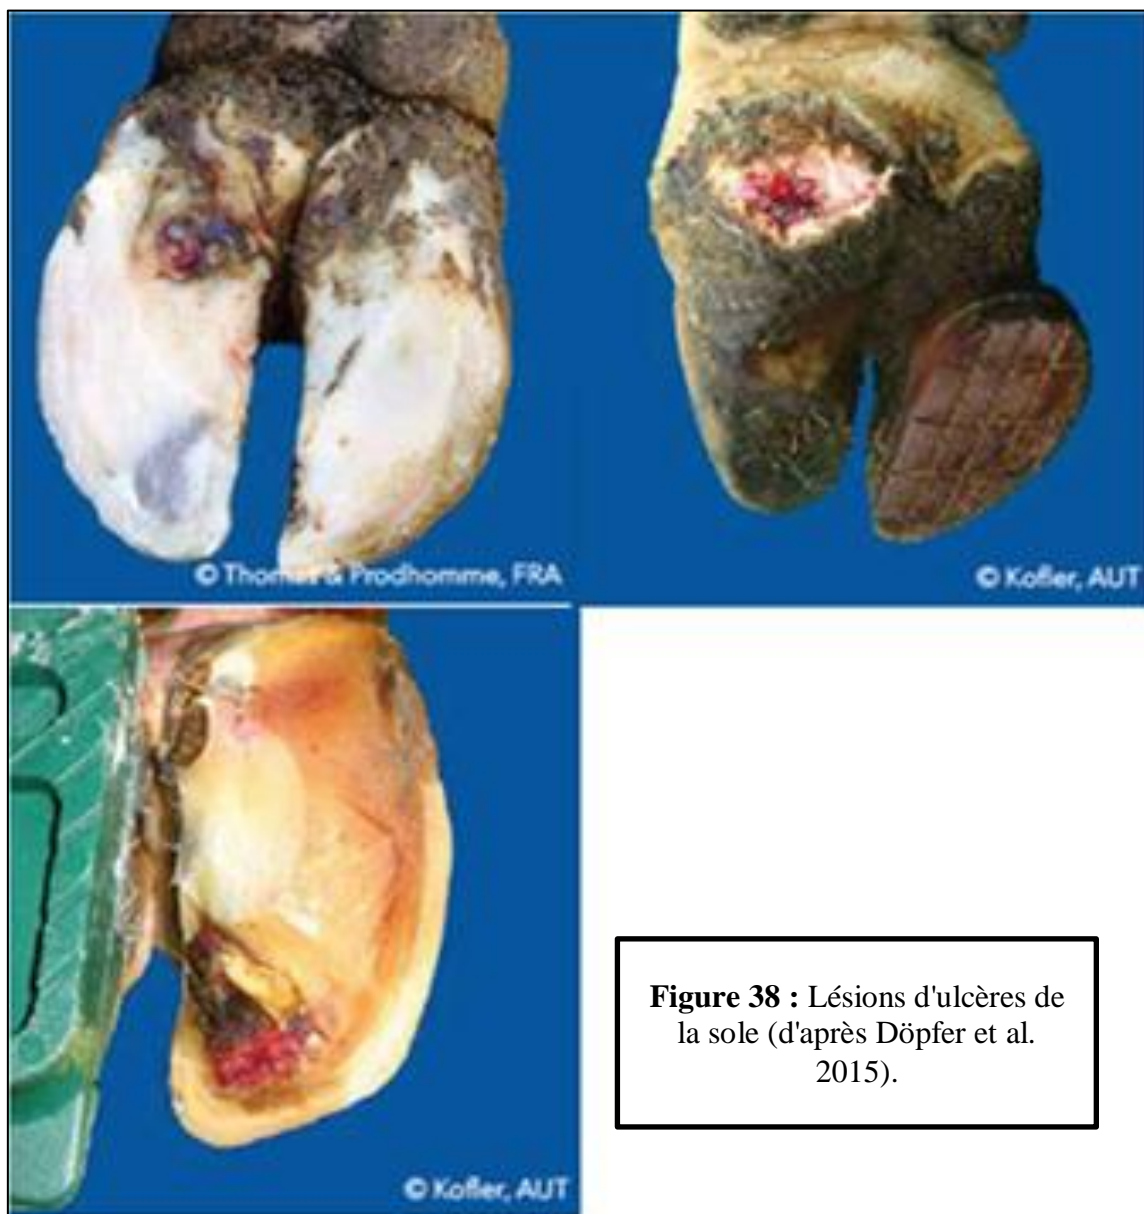 © Thomas & Prodhomme, FRA
© Kofler, AUT
© Kofler, AUT
Figure 38 : Lésions d'ulcères de
la sole (d'après Döpfer et al.
2015).